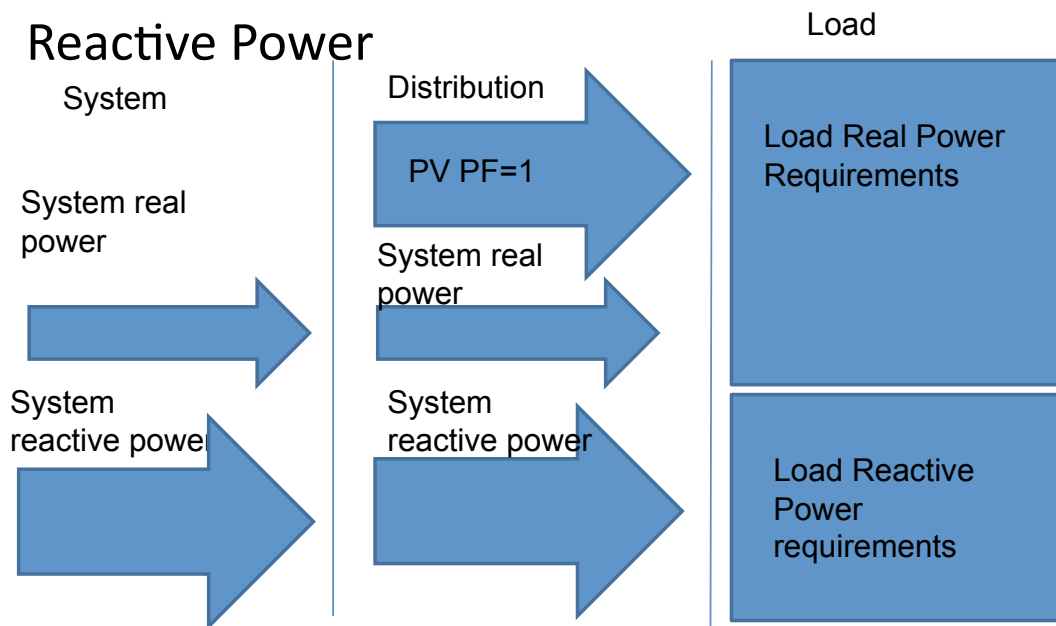 Reactive Power
System
System real
power
System
reactive power
Distribution
PV PF=1
System real
power
System
reactive power
Load
Load Real Power
Requirements
Load Reactive
Power
requirements